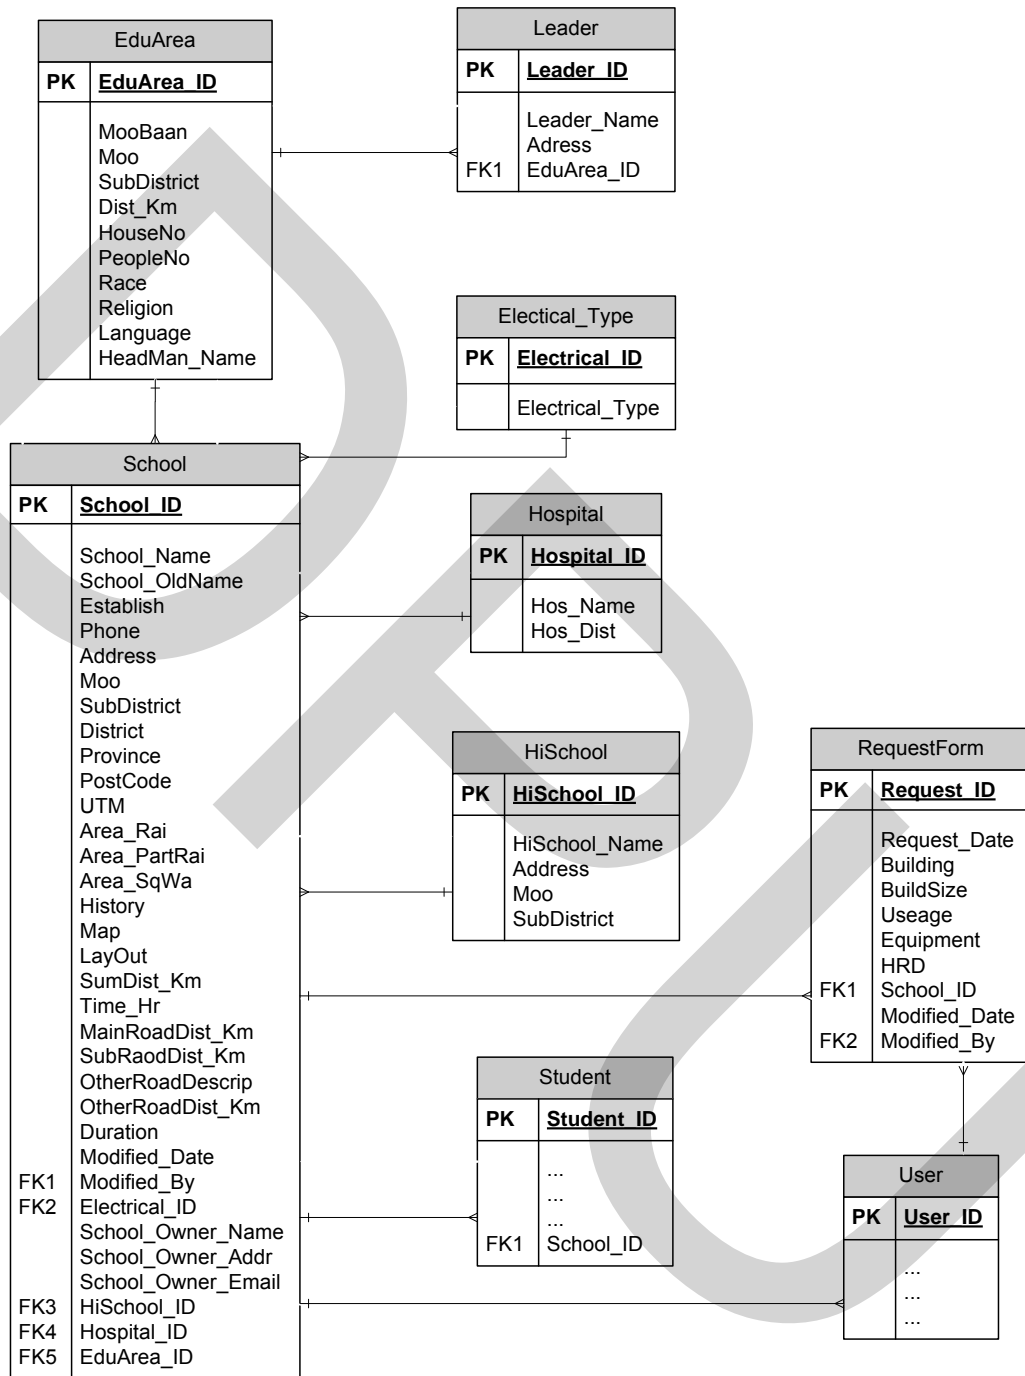 EduArea
PK EduArea_ID
MooBaan
Moo
SubDistrict
Dist_Km
HouseNo
PeopleNo
Race
Religion
Language
HeadMan_Name
Leader
PK Leader_ID
Leader_Name
Adress
FK1 EduArea_ID
Electical_Type
PK Electrical_ID
Electrical_Type
School
PK School_ID
School_Name
School_OldName
Establish
Phone
Address
Moo
SubDistrict
District
Province
PostCode
UTM
Area_Rai
Area_PartRai
Area_SqWa
History
Map
LayOut
SumDist_Km
Time_Hr
MainRoadDist_Km
SubRaodDist_Km
OtherRoadDescrip
OtherRoadDist_Km
Duration
Modified_Date
FK1 Modified_By
FK2 Electrical_ID
School_Owner_Name
School_Owner_Addr
School_Owner_Email
FK3 HiSchool_ID
FK4 Hospital_ID
FK5 EduArea_ID
Hospital
PK Hospital_ID
Hos_Name
Hos_Dist
HiSchool
PK HiSchool_ID
HiSchool_Name
Address
Moo
SubDistrict
RequestForm
PK Request_ID
Request_Date
Building
BuildSize
Useage
Equipment
HRD
FK1 School_ID
Modified_Date
FK2 Modified_By
Student
PK Student_ID
...
...
...
FK1 School_ID
User
PK User_ID
...
...
...
DPU